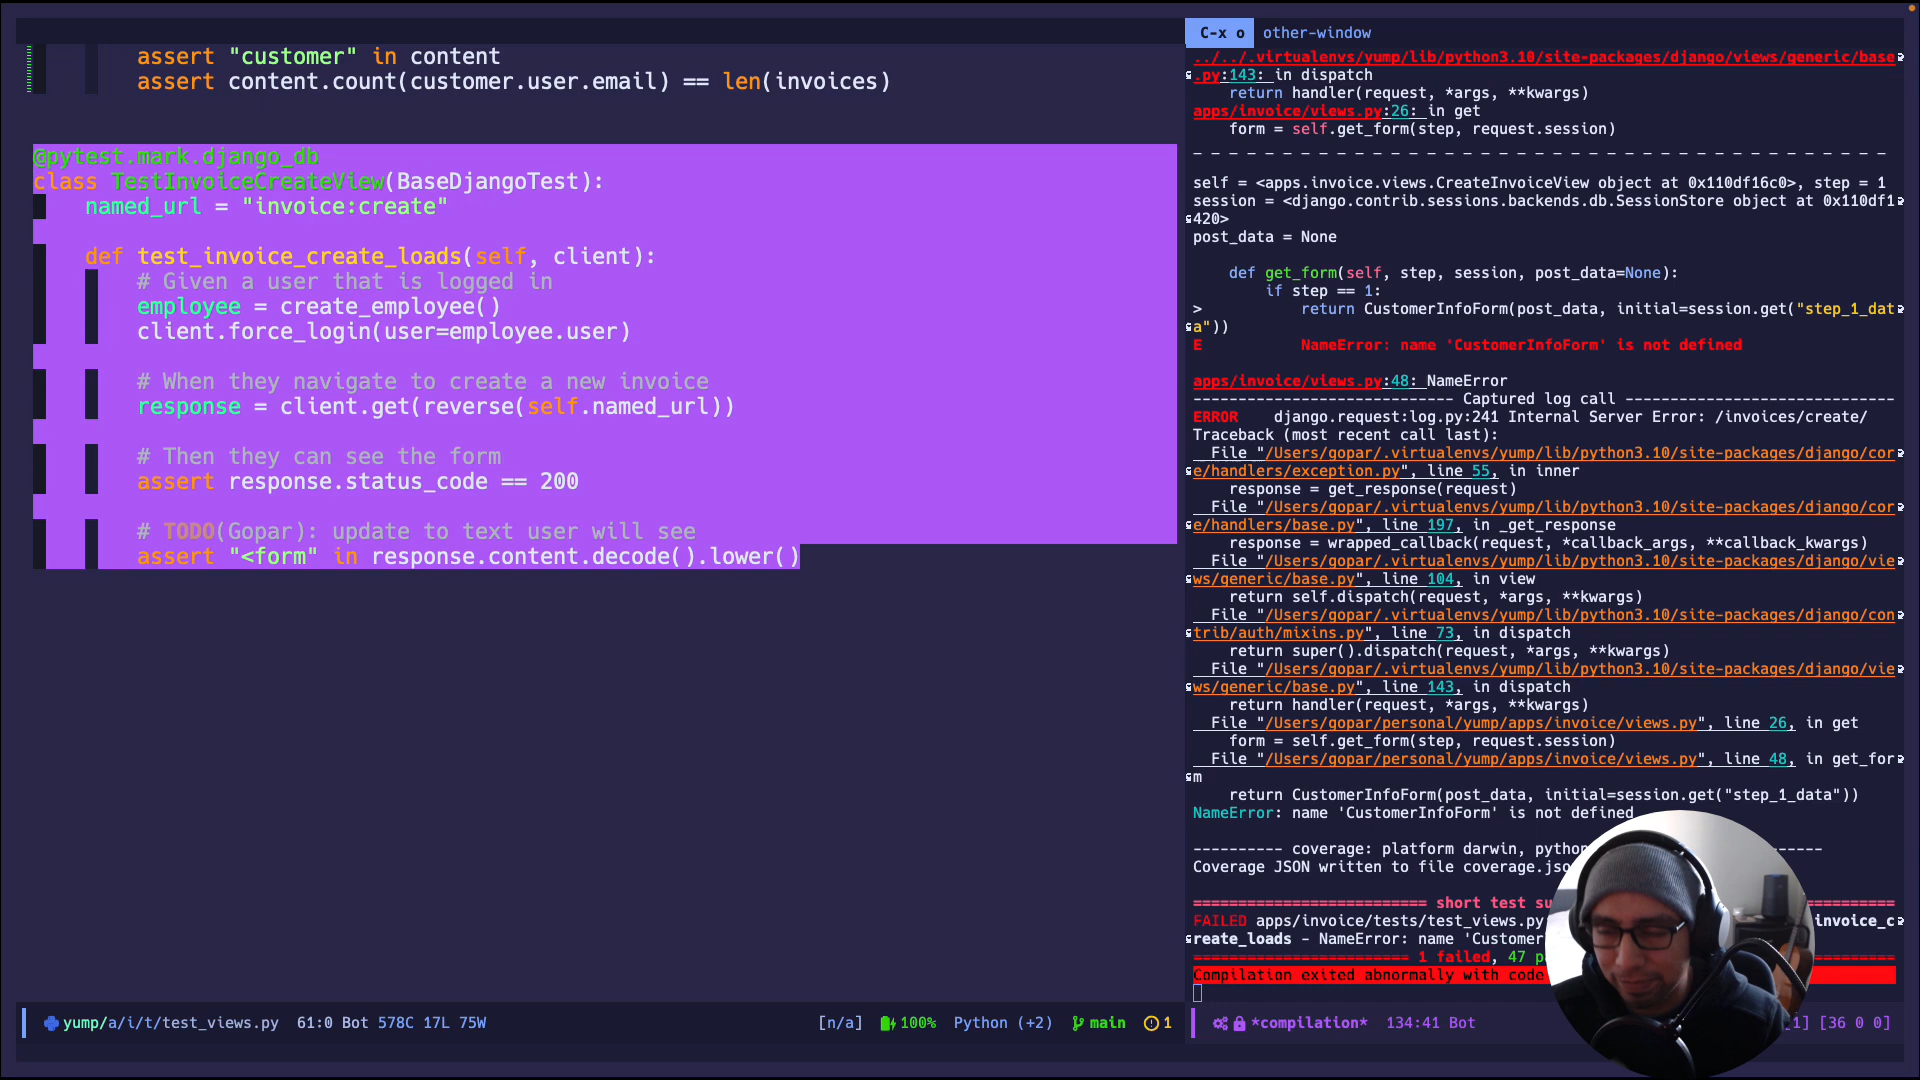 assert "customer" in content
assert content.count(customer.user.email) == len(invoices)
@pytest.mark.django_db
class TestInvoiceCreateView(BaseDjangoTest):
named_url = "invoice:create"
def test_invoice_create_loads(self, client):
# Given a user that is logged in
employee = create_employee()
client.force_login(user=employee.user)
# When they navigate to create a new invoice
response = client.get(reverse(self.named_url))
# Then they can see the form
assert response.status_code == 200
# TODO(Gopar): update to text user will see
assert "<form" in response.content.decode().lower()
yump/a/i/t/test_views.py 61:0 Bot 578C 17L 75W [n/a] 100% Python (+2) main 1
C-x o other-window
../../.virtualenvs/yump/lib/python3.10/site-packages/django/views/generic/base
.py:143: in dispatch
return handler(request, *args, **kwargs)
apps/invoice/views.py:26: in get
form = self.get_form(step, request.session)
_ _ _ _ _ _ _ _ _ _ _ _ _ _ _ _ _ _ _ _ _ _ _ _ _ _ _ _ _ _ _ _ _ _ _ _ _ _ _
self = <apps.invoice.views.CreateInvoiceView object at 0x110df16c0>, step = 1
session = <django.contrib.sessions.backends.db.SessionStore object at 0x110df1
420>
post_data = None
def get_form(self, step, session, post_data=None):
if step == 1:
> return CustomerInfoForm(post_data, initial=session.get("step_1_dat
a"))
E NameError: name 'CustomerInfoForm' is not defined
apps/invoice/views.py:48: NameError
----------------------------- Captured log call ------------------------------
ERROR django.request:log.py:241 Internal Server Error: /invoices/create/
Traceback (most recent call last):
File "/Users/gopar/.virtualenvs/yump/lib/python3.10/site-packages/django/cor
e/handlers/exception.py", line 55, in inner
response = get_response(request)
File "/Users/gopar/.virtualenvs/yump/lib/python3.10/site-packages/django/cor
e/handlers/base.py", line 197, in _get_response
response = wrapped_callback(request, *callback_args, **callback_kwargs)
File "/Users/gopar/.virtualenvs/yump/lib/python3.10/site-packages/django/vie
ws/generic/base.py", line 104, in view
return self.dispatch(request, *args, **kwargs)
File "/Users/gopar/.virtualenvs/yump/lib/python3.10/site-packages/django/con
trib/auth/mixins.py", line 73, in dispatch
return super().dispatch(request, *args, **kwargs)
File "/Users/gopar/.virtualenvs/yump/lib/python3.10/site-packages/django/vie
ws/generic/base.py", line 143, in dispatch
return handler(request, *args, **kwargs)
File "/Users/gopar/personal/yump/apps/invoice/views.py", line 26, in get
form = self.get_form(step, request.session)
File "/Users/gopar/personal/yump/apps/invoice/views.py", line 48, in get_for
m
return CustomerInfoForm(post_data, initial=session.get("step_1_data"))
NameError: name 'CustomerInfoForm' is not defined
---------- coverage: platform darwin, python -----
Coverage JSON written to file coverage.jso
========================== short test su =========
FAILED apps/invoice/tests/test_views.py invoice_c
reate_loads - NameError: name 'Customer
======================== 1 failed, 47 p =========
Compilation exited abnormally with code
*compilation* 134:41 Bot 1] [36 0 0]